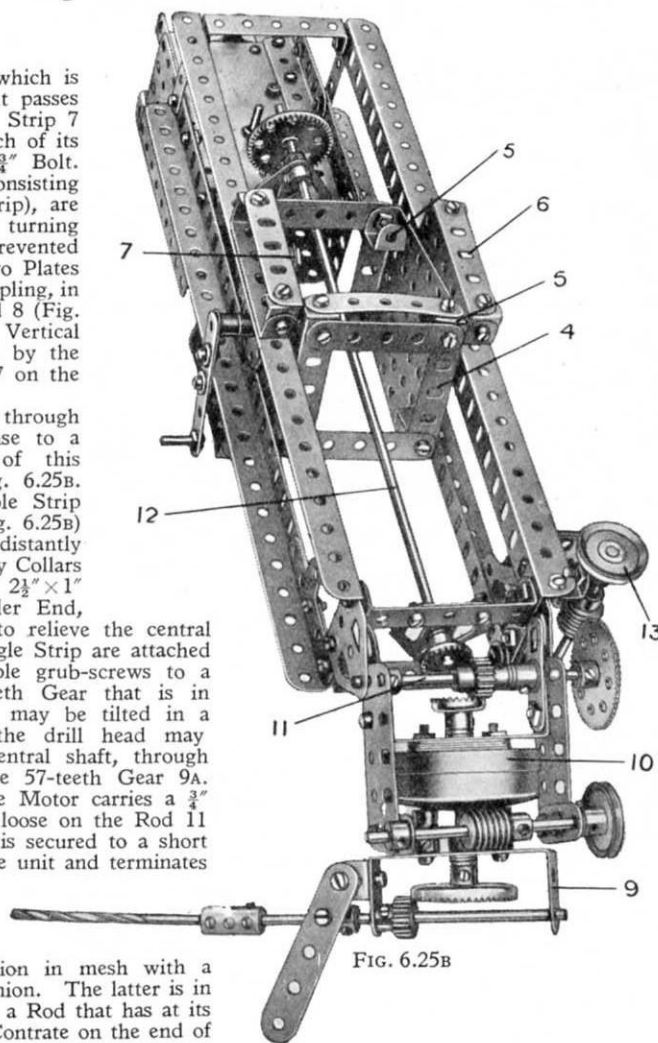 which is
t passes
Strip 7
ch of its
¾″ Bolt.
onsisting
rip), are
turning
revented
o Plates
pling, in
l 8 (Fig.
Vertical
by the
7 on the
through
se to a
of this
g. 6.25B.
le Strip
g. 6.25B)
distantly
y Collars
2½″ × 1″
er End,
to relieve the central
gle Strip are attached
ble grub-screws to a
eth Gear that is in
may be tilted in a
the drill head may
entral shaft, through
e 57-teeth Gear 9A.
e Motor carries a ¾″
loose on the Rod 11
is secured to a short
e unit and terminates
ion in mesh with a
nion. The latter is in
a Rod that has at its
Contrate on the end of
5
6
7
5
4
12
13
11
10
9
FIG. 6.25B